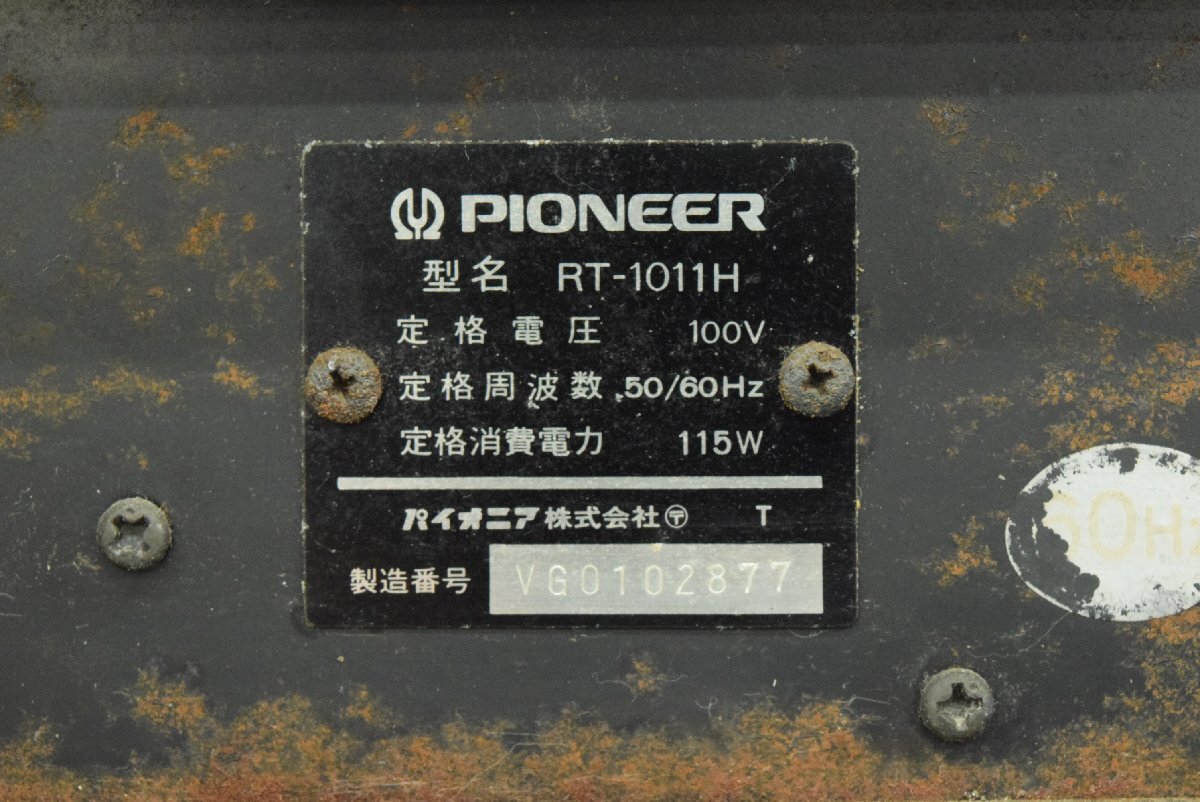 PIONEER
型名 RT-1011H
定格電圧 100V
定格周波数 50/60Hz
定格消費電力 115W
パイオニア株式会社〒 T
製造番号 VG0102877
60Hz